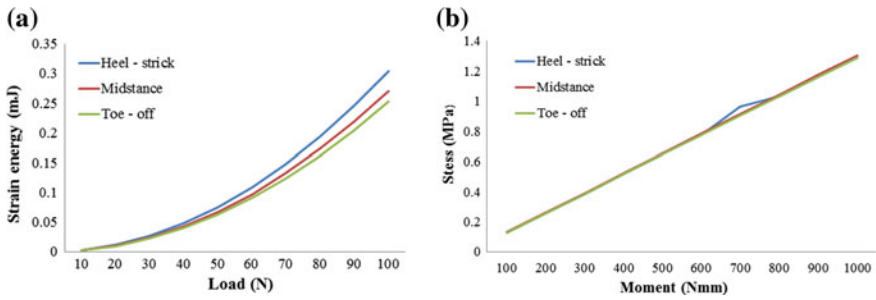 (a)
0.35
0.3
0.25
0.2
0.15
0.1
0.05
0
Strain energy (mJ)
Heel - strick
Midstance
Toe - off
10 20 30 40 50 60 70 80 90 100
Load (N)
(b)
1.4
1.2
1
0.8
0.6
0.4
0.2
0
Stess (MPa)
Heel - strick
Midstance
Toe - off
100 200 300 400 500 600 700 800 900 1000
Moment (Nmm)